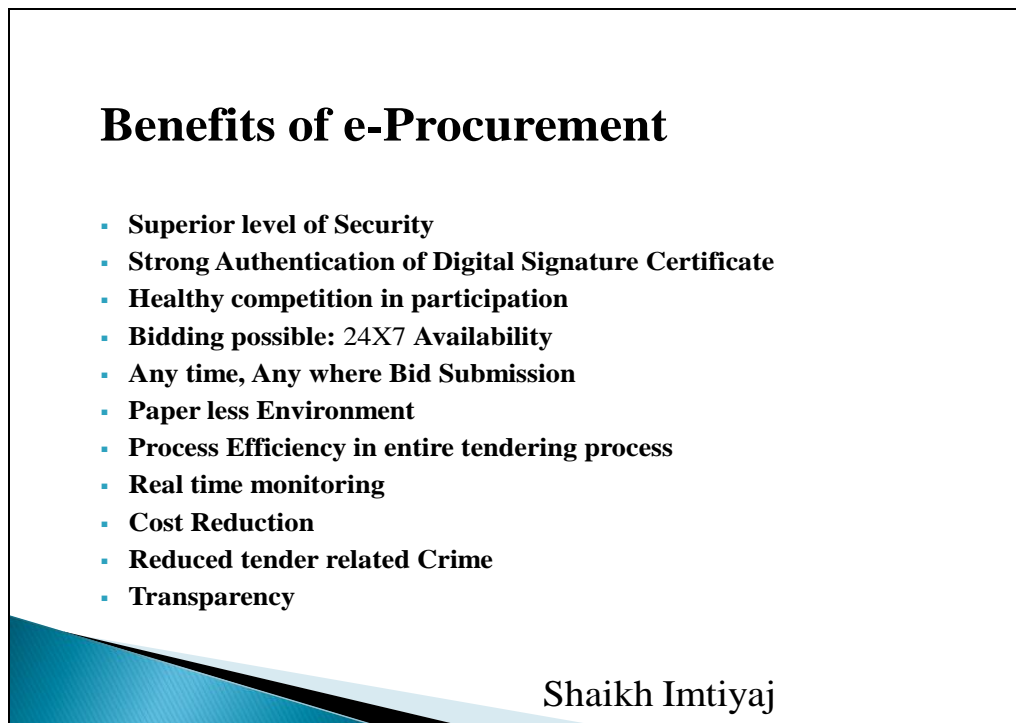 Benefits of e-Procurement
▪ Superior level of Security
▪ Strong Authentication of Digital Signature Certificate
▪ Healthy competition in participation
▪ Bidding possible: 24X7 Availability
▪ Any time, Any where Bid Submission
▪ Paper less Environment
▪ Process Efficiency in entire tendering process
▪ Real time monitoring
▪ Cost Reduction
▪ Reduced tender related Crime
▪ Transparency
Shaikh Imtiyaj